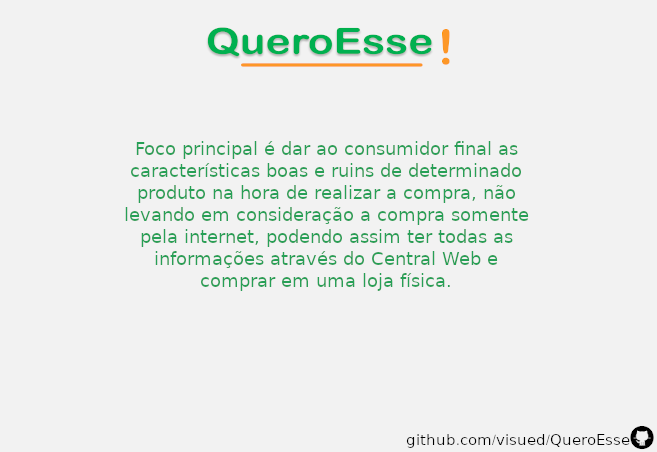 QueroEsse!
Foco principal é dar ao consumidor final as
características boas e ruins de determinado
produto na hora de realizar a compra, não
levando em consideração a compra somente
pela internet, podendo assim ter todas as
informações através do Central Web e
comprar em uma loja física.
github.com/visued/QueroEsse